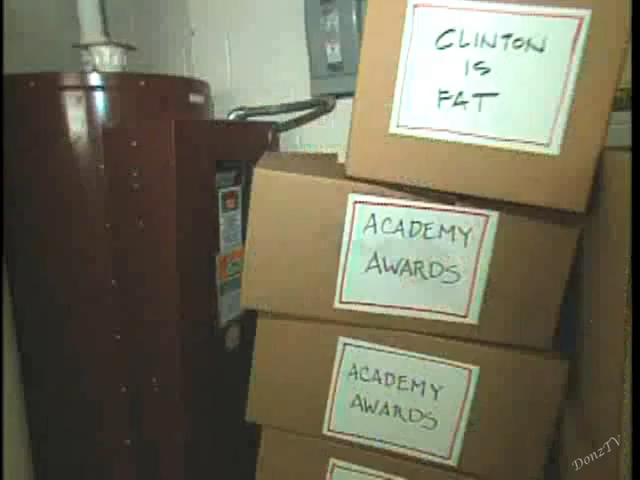 CLINTON
IS
FAT
ACADEMY
AWARDS
ACADEMY
AWARDS
DonzTV